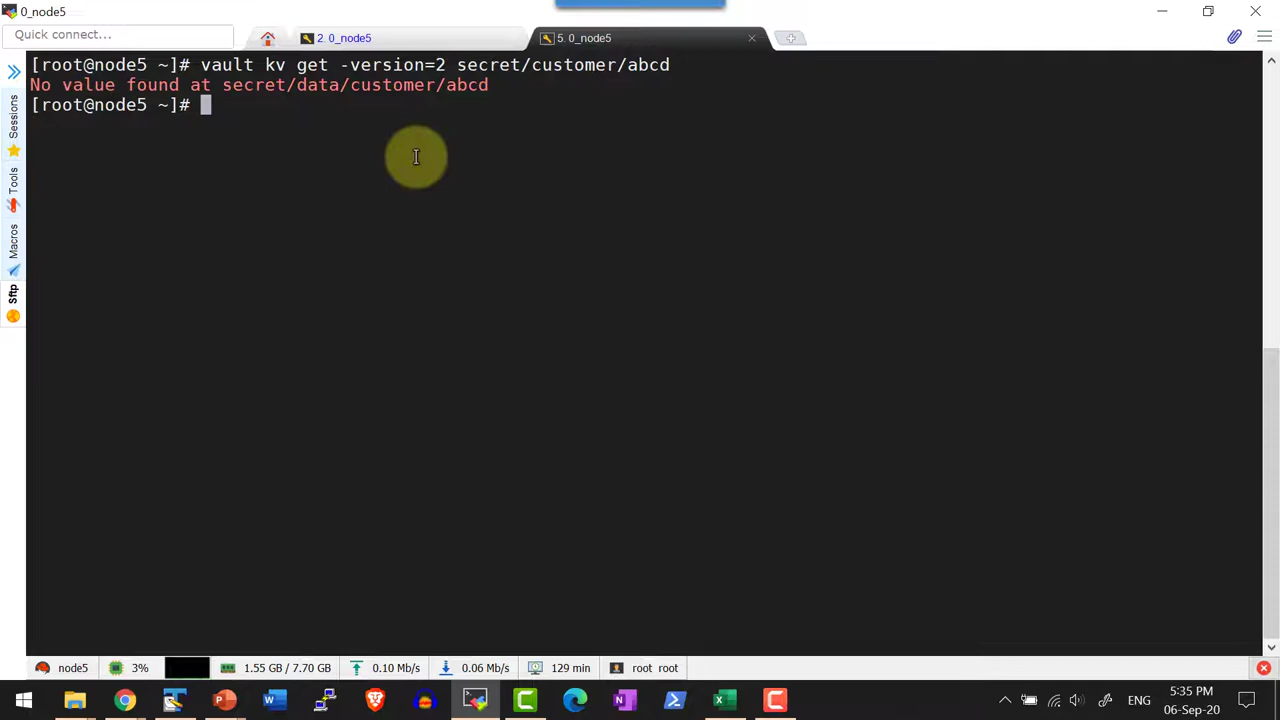 0_node5
Quick connect...
2. 0_node5
5. 0_node5
[root@node5 ~]# vault kv get -version=2 secret/customer/abcd
No value found at secret/data/customer/abcd
[root@node5 ~]#
Sessions
Tools
Macros
Sftp
node5
3%
1.55 GB / 7.70 GB
0.10 Mb/s
0.06 Mb/s
129 min
root root
ENG
5:35 PM
06-Sep-20